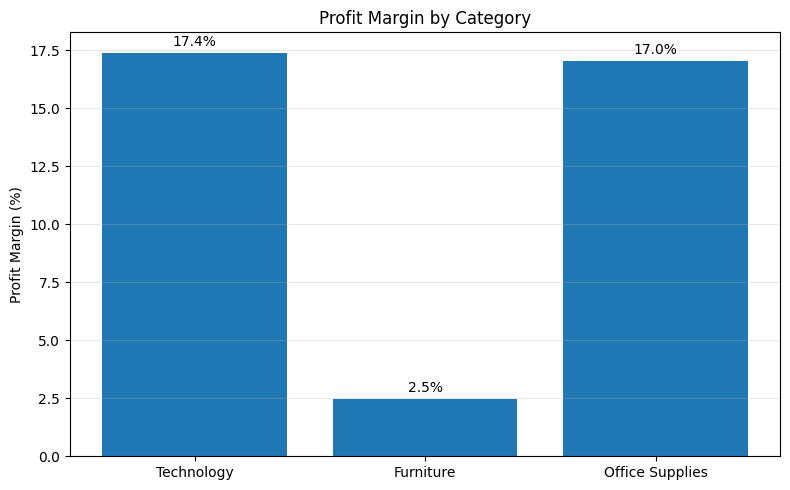 Profit Margin by Category
Profit Margin (%)
17.5
15.0
12.5
10.0
7.5
5.0
2.5
0.0
17.4%
2.5%
17.0%
Technology
Furniture
Office Supplies